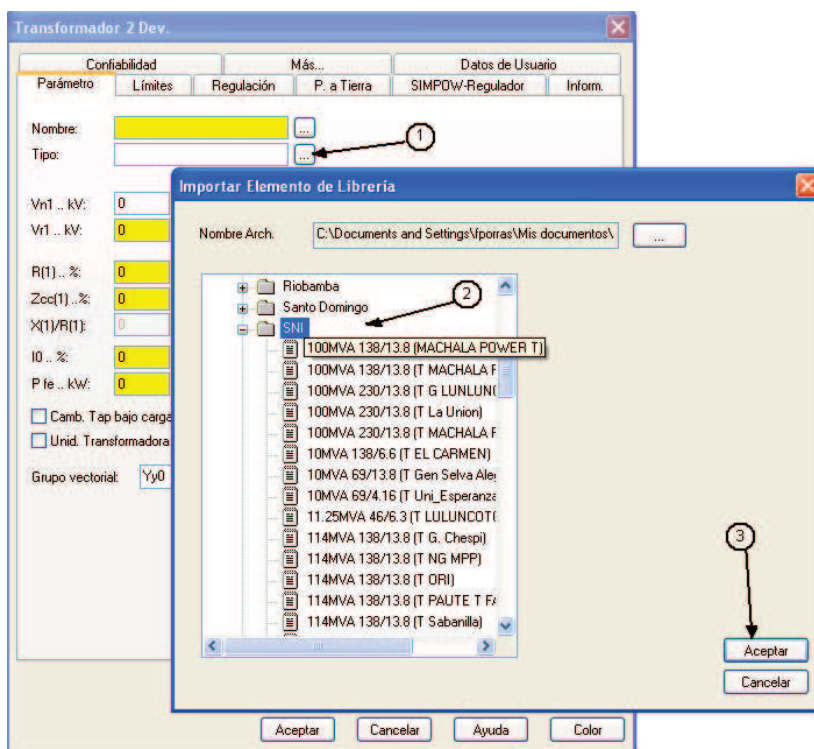 Transformador 2 Dev.
Confiabilidad Más... Datos de Usuario
Parámetro Límites Regulación P. a Tierra SIMPOW-Regulador Inform.
Nombre: ...
Tipo: ...
1
Importar Elemento de Librería
Vn1 .. kV: 0
Vr1 .. kV: 0
Nombre Arch. C:\Documents and Settings\fporras\Mis documentos\ ...
R(1) .. %: 0
Zcc(1) ..%: 0
X(1)/R(1): 0
I0 .. %: 0
P fe .. kW: 0
Camb. Tap bajo carga
Unid. Transformadora
Grupo vectorial: Yy0
Riobamba
2
Santo Domingo
SNI
100MVA 138/13.8 (MACHALA POWER T)
100MVA 138/13.8 (T MACHALA F
100MVA 230/13.8 (T G LUNLUN(
100MVA 230/13.8 (T La Union)
100MVA 230/13.8 (T MACHALA F
10MVA 138/6.6 (T EL CARMEN)
10MVA 69/13.8 (T Gen Selva Ale
10MVA 69/4.16 (T Uni_Esperanza
11.25MVA 46/6.3 (T LULUNCOT
114MVA 138/13.8 (T G. Chespi)
114MVA 138/13.8 (T NG MPP)
114MVA 138/13.8 (T ORI)
114MVA 138/13.8 (T PAUTE T F
114MVA 138/13.8 (T Sabanilla)
3
Aceptar
Cancelar
Aceptar Cancelar Ayuda Color